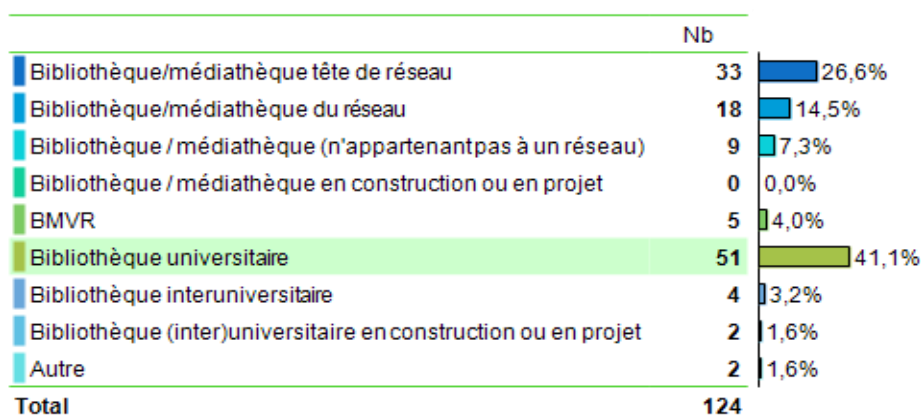 Nb
Bibliothèque/médiathèque tête de réseau 33 26,6%
Bibliothèque/médiathèque du réseau 18 14,5%
Bibliothèque / médiathèque (n'appartenant pas à un réseau) 9 7,3%
Bibliothèque / médiathèque en construction ou en projet 0 0,0%
BMVR 5 4,0%
Bibliothèque universitaire 51 41,1%
Bibliothèque interuniversitaire 4 3,2%
Bibliothèque (inter)universitaire en construction ou en projet 2 1,6%
Autre 2 1,6%
Total 124